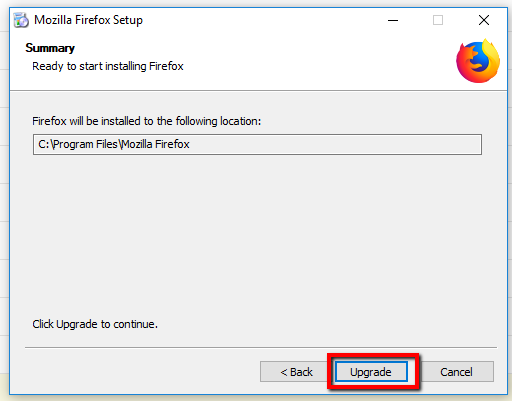 Mozilla Firefox Setup
Summary
Ready to start installing Firefox
Firefox will be installed to the following location:
C:\Program Files\Mozilla Firefox
Click Upgrade to continue.
< Back Upgrade Cancel